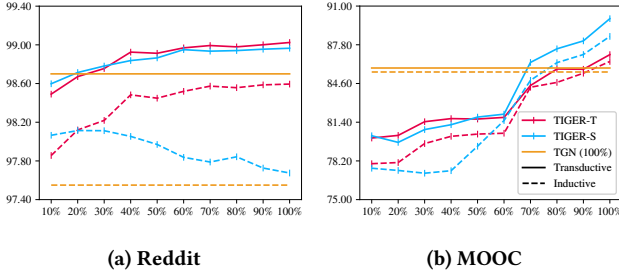 99.40
99.00
98.60
98.20
97.80
97.40
10% 20% 30% 40% 50% 60% 70% 80% 90% 100%
(a) Reddit
91.00
87.80
84.60
81.40
78.20
75.00
TIGER-T
TIGER-S
TGN (100%)
Transductive
Inductive
10% 20% 30% 40% 50% 60% 70% 80% 90% 100%
(b) MOOC